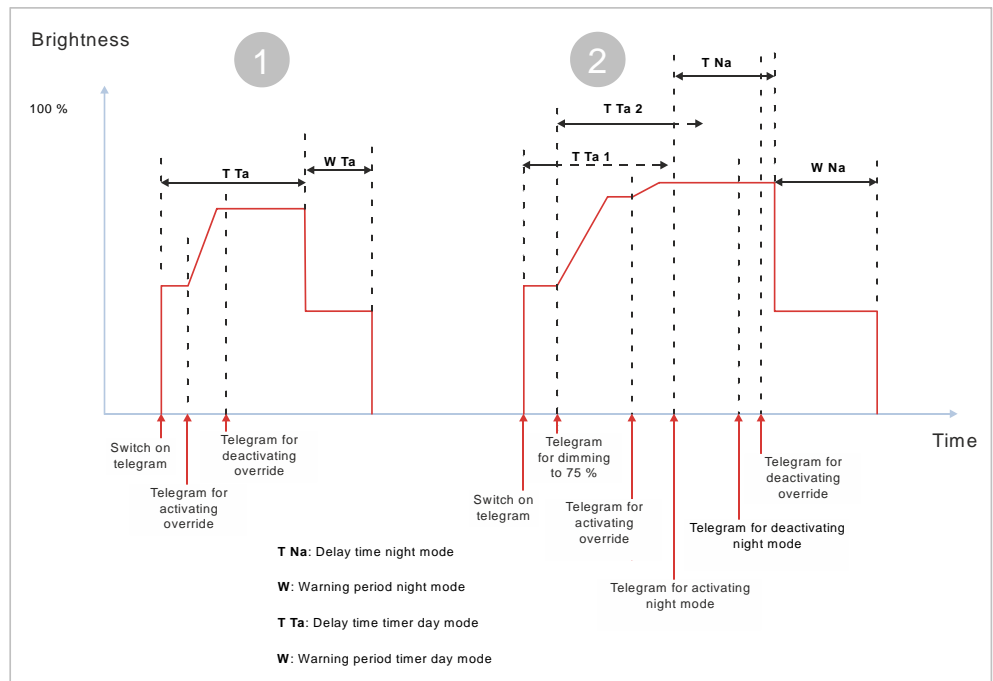 Brightness
1
2
T Na
100 %
T Ta 2
W Ta
T Ta 1
W Na
T Ta
Time
Switch on
telegram
Telegram for
activating
override
Telegram for
deactivating
override
Switch on
telegram
Telegram
for dimming
to 75 %
Telegram for
activating
override
Telegram for activating
night mode
Telegram for deactivating
night mode
Telegram for
deactivating
override
T Na: Delay time night mode
W: Warning period night mode
T Ta: Delay time timer day mode
W: Warning period timer day mode